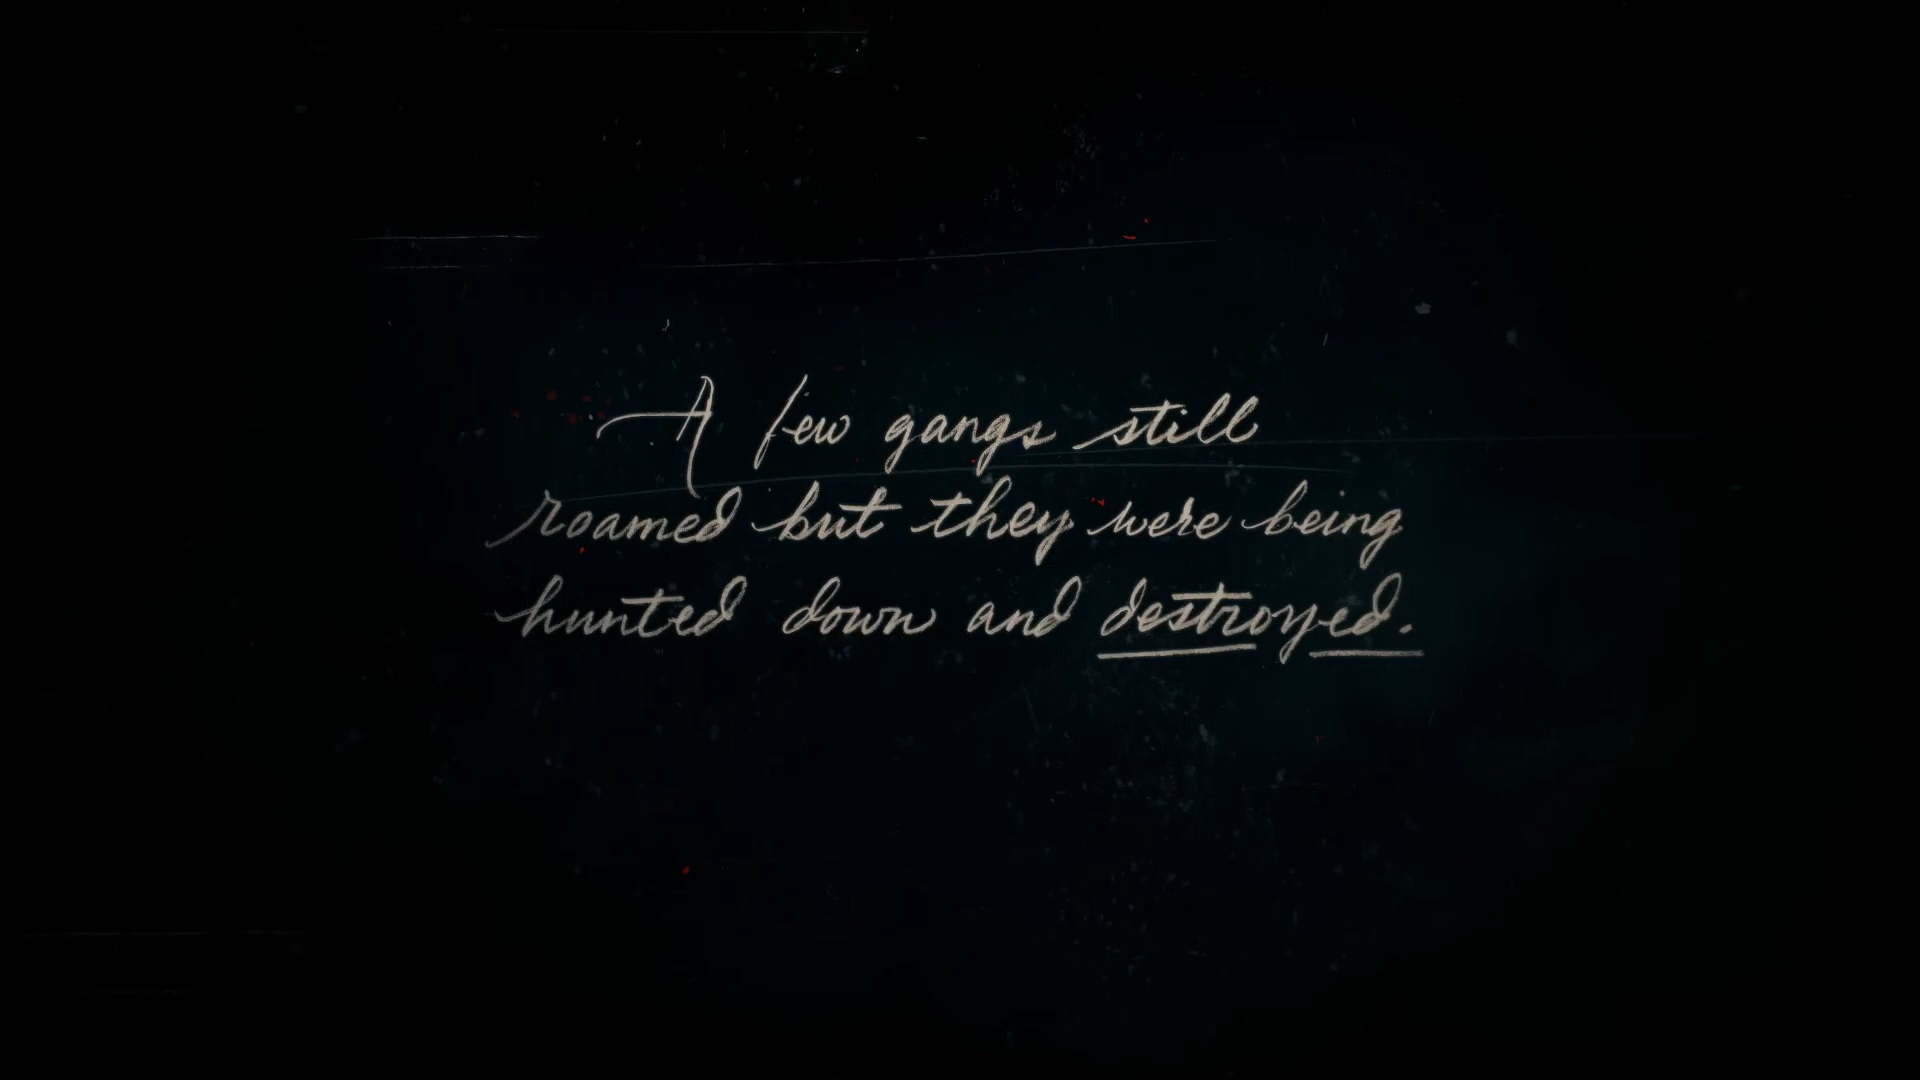 A few gangs still
roamed but they were being
hunted down and destroyed.